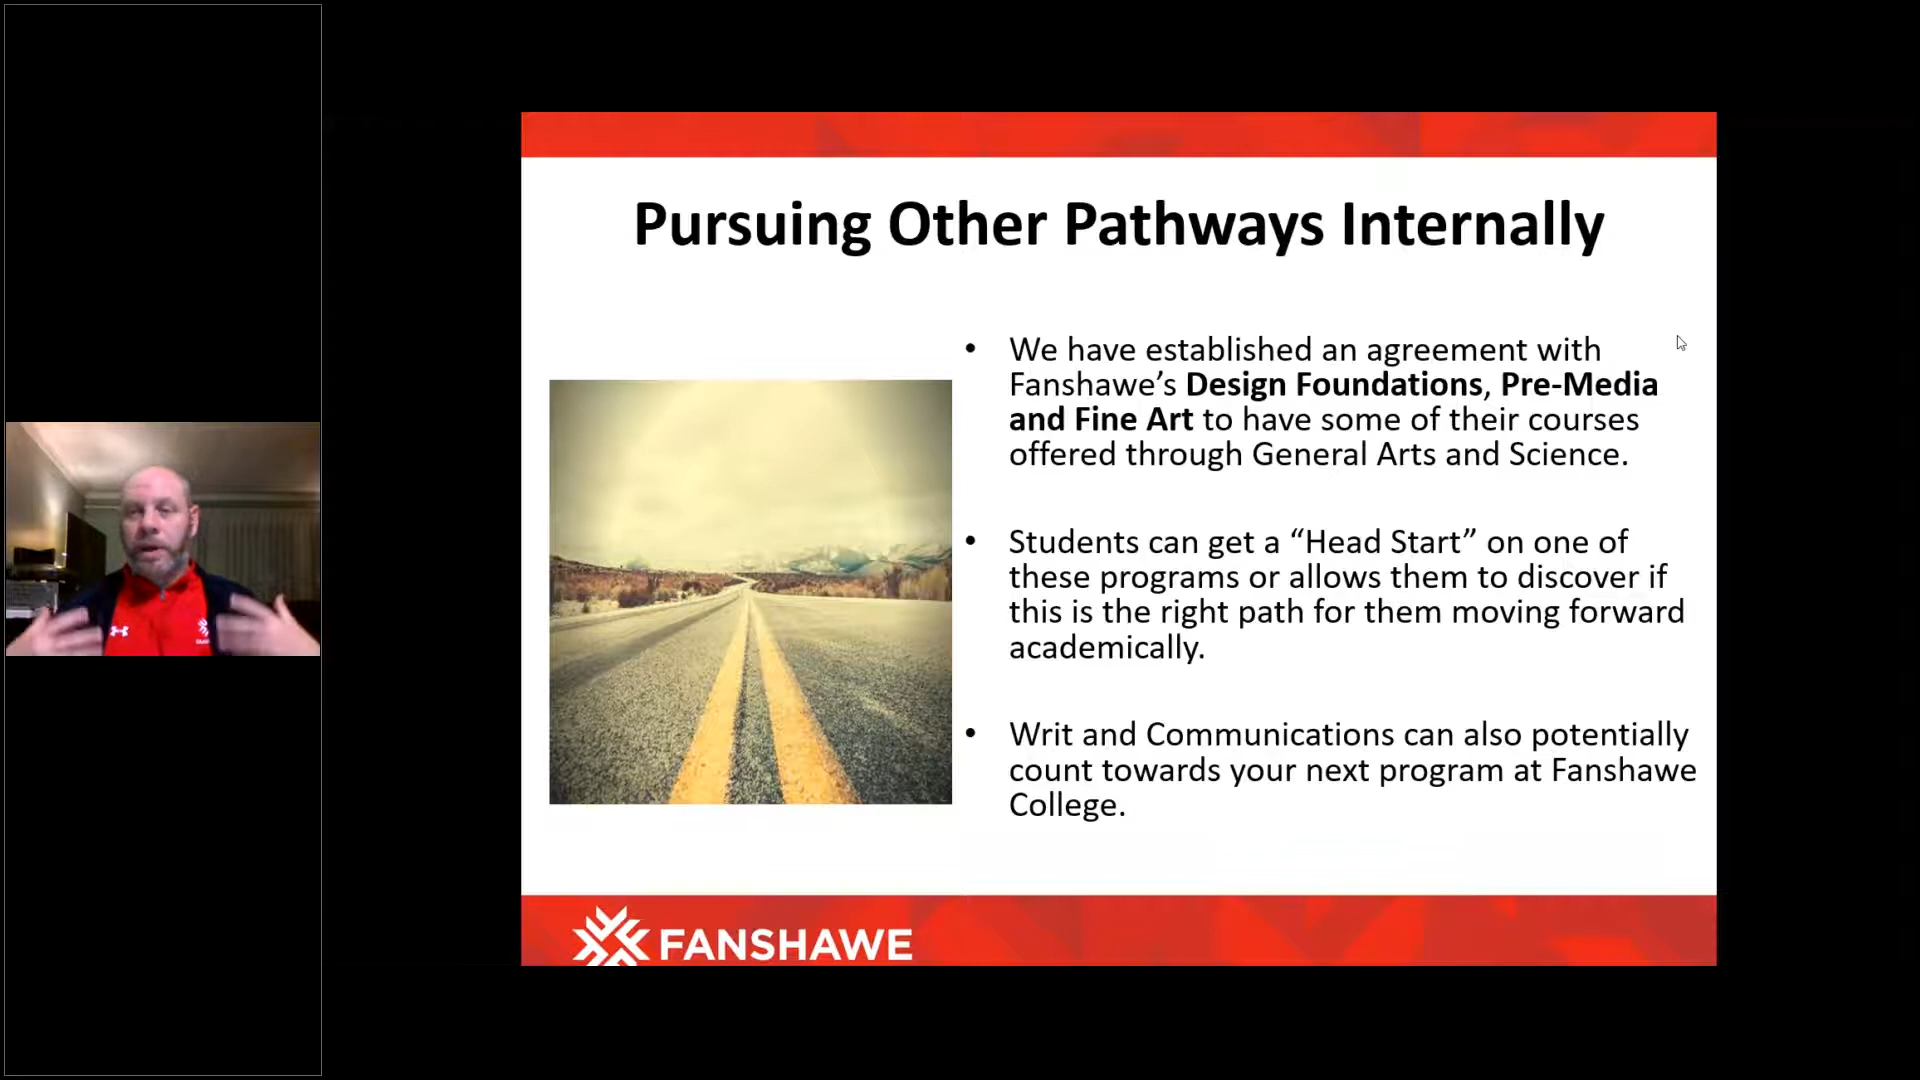 Pursuing Other Pathways Internally
• We have established an agreement with
Fanshawe’s Design Foundations, Pre-Media
and Fine Art to have some of their courses
offered through General Arts and Science.
• Students can get a “Head Start” on one of
these programs or allows them to discover if
this is the right path for them moving forward
academically.
• Writ and Communications can also potentially
count towards your next program at Fanshawe
College.
FANSHAWE